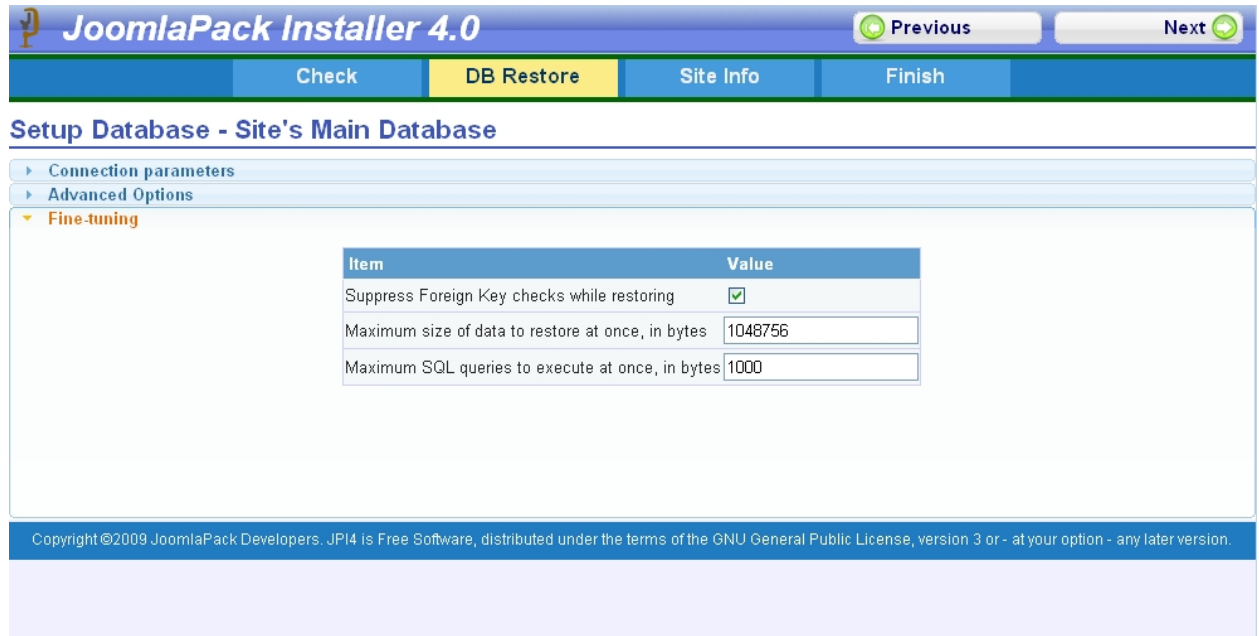 JoomlaPack Installer 4.0 Previous Next
Check DB Restore Site Info Finish
Setup Database - Site's Main Database
Connection parameters
Advanced Options
Fine-tuning
Item Value
Suppress Foreign Key checks while restoring
Maximum size of data to restore at once, in bytes 1048756
Maximum SQL queries to execute at once, in bytes 1000
Copyright ©2009 JoomlaPack Developers. JPI4 is Free Software, distributed under the terms of the GNU General Public License, version 3 or - at your option - any later version.